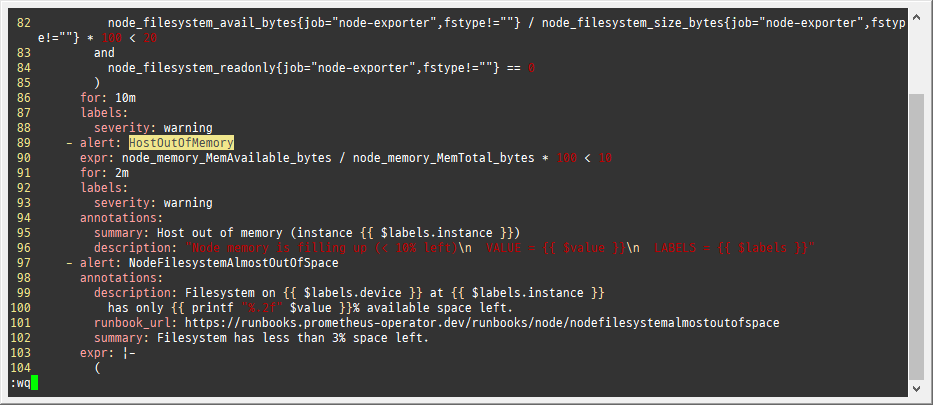 82           node_filesystem_avail_bytes{job="node-exporter",fstype!=""} / node_filesystem_size_bytes{job="node-exporter",fstyp
e!=""} * 100 < 20
83         and
84           node_filesystem_readonly{job="node-exporter",fstype!=""} == 0
85         )
86       for: 10m
87       labels:
88         severity: warning
89     - alert: HostOutOfMemory
90       expr: node_memory_MemAvailable_bytes / node_memory_MemTotal_bytes * 100 < 10
91       for: 2m
92       labels:
93         severity: warning
94       annotations:
95         summary: Host out of memory (instance {{ $labels.instance }})
96         description: "Node memory is filling up (< 10% left)\n  VALUE = {{ $value }}\n  LABELS = {{ $labels }}"
97     - alert: NodeFilesystemAlmostOutOfSpace
98       annotations:
99         description: Filesystem on {{ $labels.device }} at {{ $labels.instance }}
100           has only {{ printf "%.2f" $value }}% available space left.
101         runbook_url: https://runbooks.prometheus-operator.dev/runbooks/node/nodefilesystemalmostoutofspace
102         summary: Filesystem has less than 3% space left.
103       expr: |-
104         (
:wq